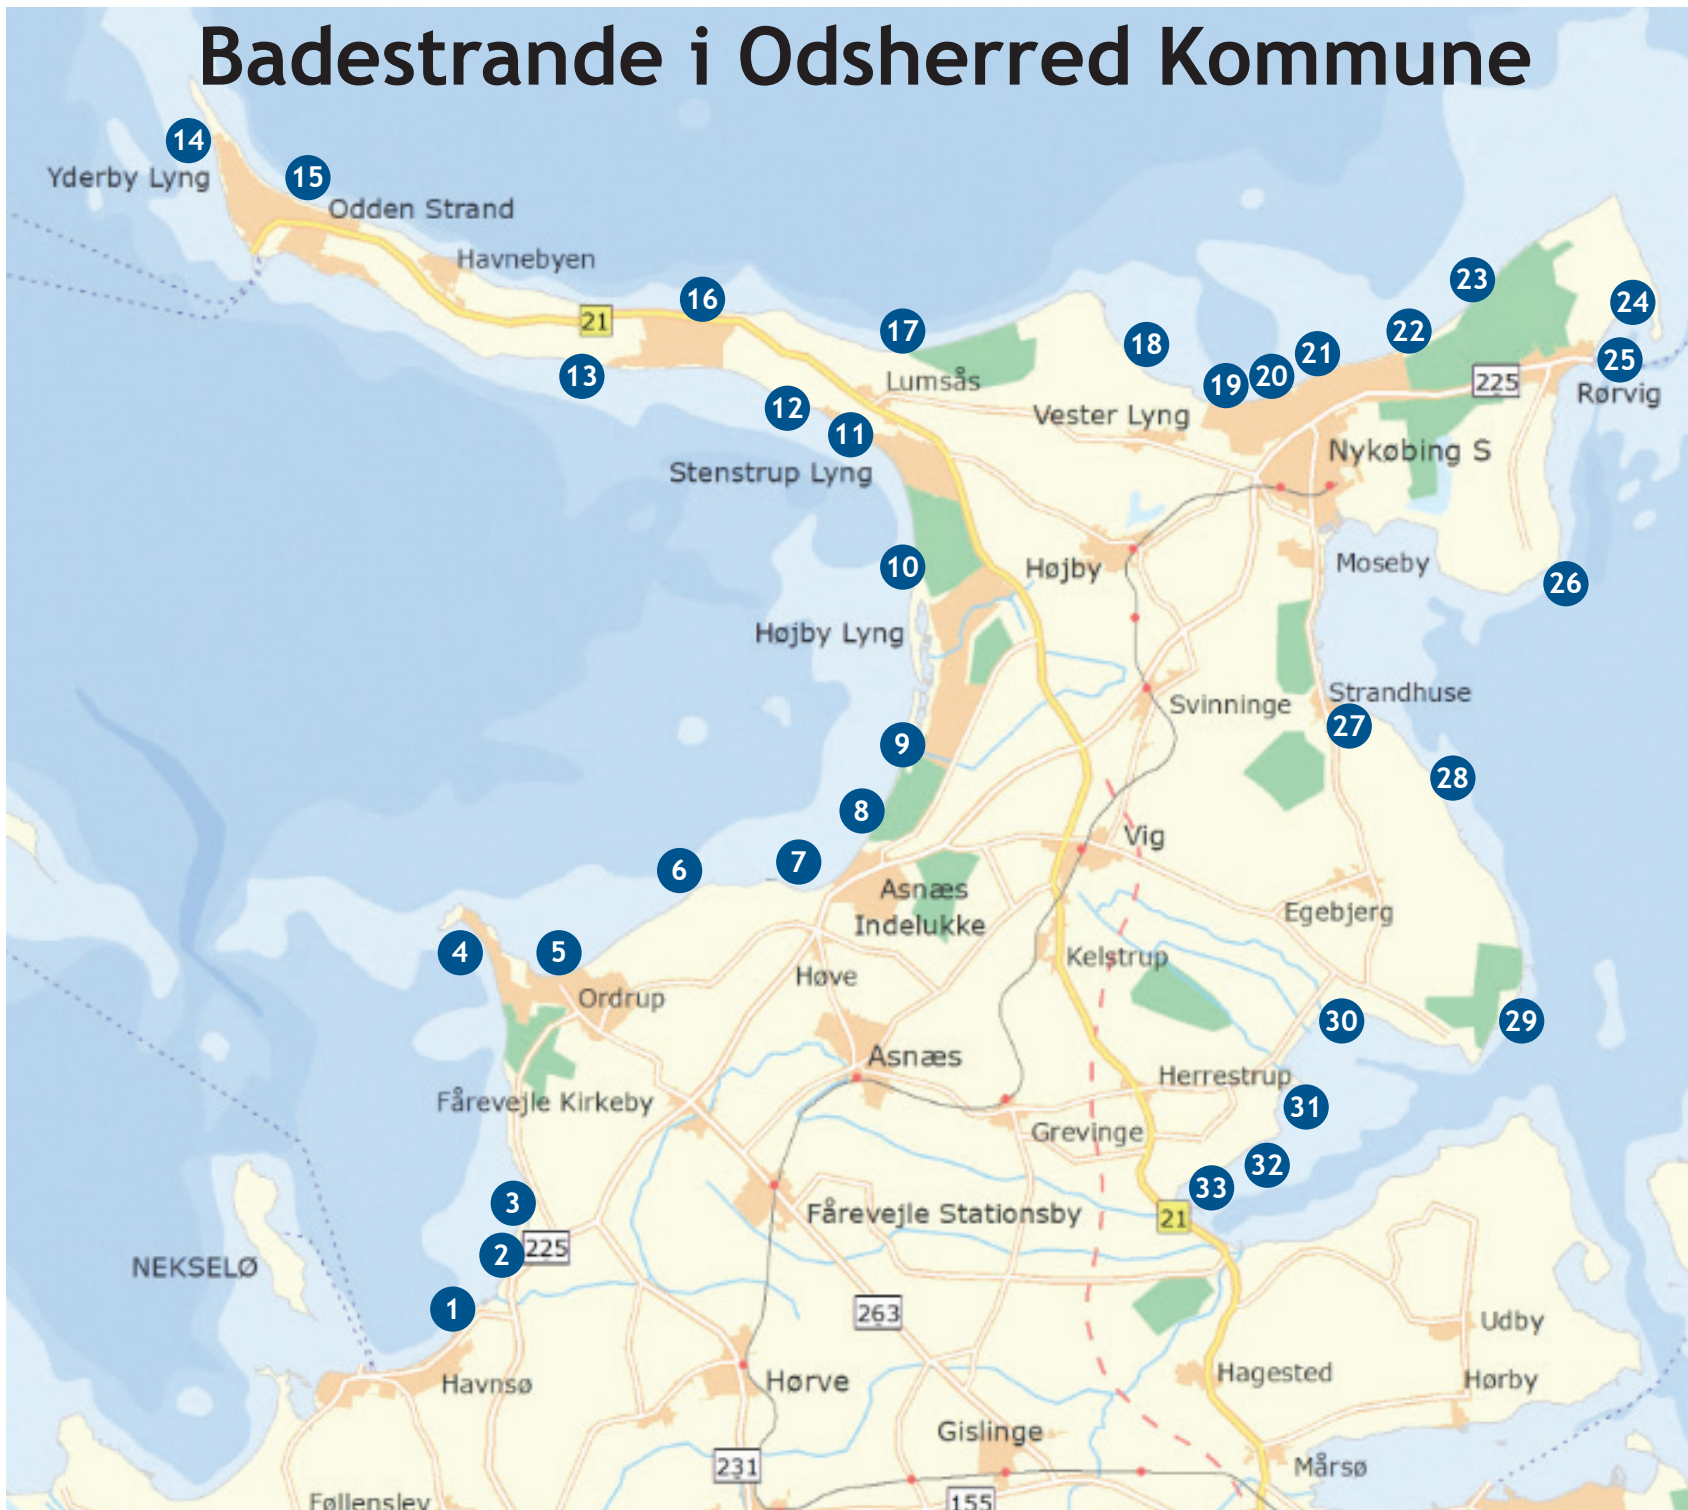 Badestrande i Odsherred Kommune
14
Yderby Lyng
15
Odden Strand
Havnebyen
16
21
13
17
18
Lumsås
12
11
Stenstrup Lyng
Vester Lyng
19
20
21
22
23
24
225
25
Rørvig
Nykøbing S
10
Højby
Moseby
26
Højby Lyng
Svinninge
Strandhuse
27
9
28
8
Vig
7
6
Asnæs
Indelukke
Egebjerg
4
5
Kelstrup
Høve
Ordrup
30
29
Asnæs
Herrestrup
Fårevejle Kirkeby
31
Grevinge
32
33
3
Fårevejle Stationsby
21
2
225
NEKSELØ
1
263
Udby
Havnsø
Hørve
Hagested
Hørby
Gislinge
231
Mårsø
155
Føllenslev